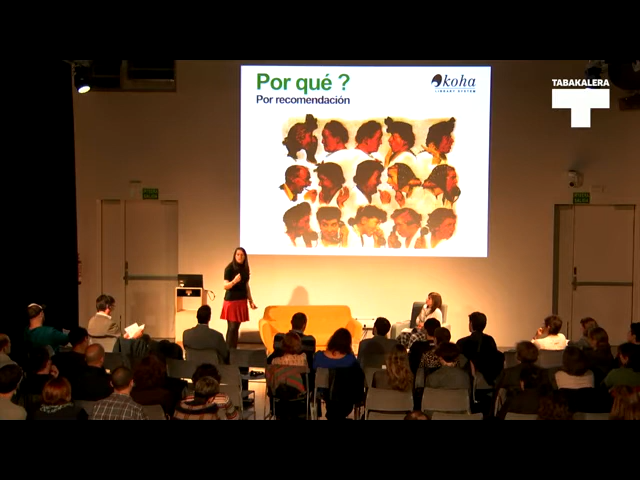 Por qué ?
Por recomendación
koha
LIBRARY SYSTEM
TABAKALERA
T